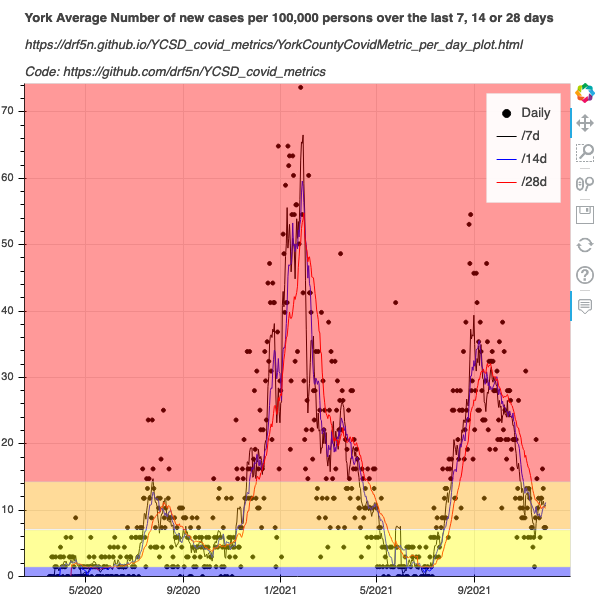 York Average Number of new cases per 100,000 persons over the last 7, 14 or 28 days
https://drf5n.github.io/YCSD_covid_metrics/YorkCountyCovidMetric_per_day_plot.html
Code: https://github.com/drf5n/YCSD_covid_metrics
Daily
/7d
/14d
/28d
70
60
50
40
30
20
10
0
5/2020
9/2020
1/2021
5/2021
9/2021